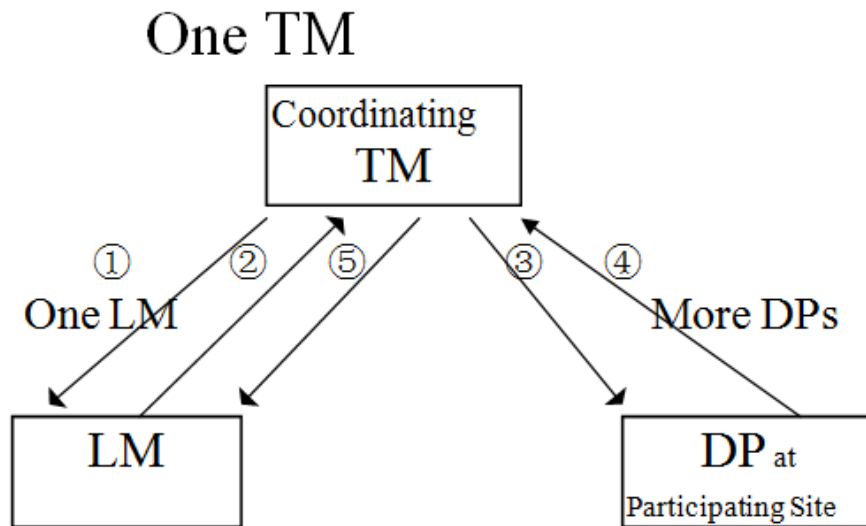 One TM
Coordinating
TM
① ② ⑤ ③ ④
One LM
More DPs
LM
DP at
Participating Site